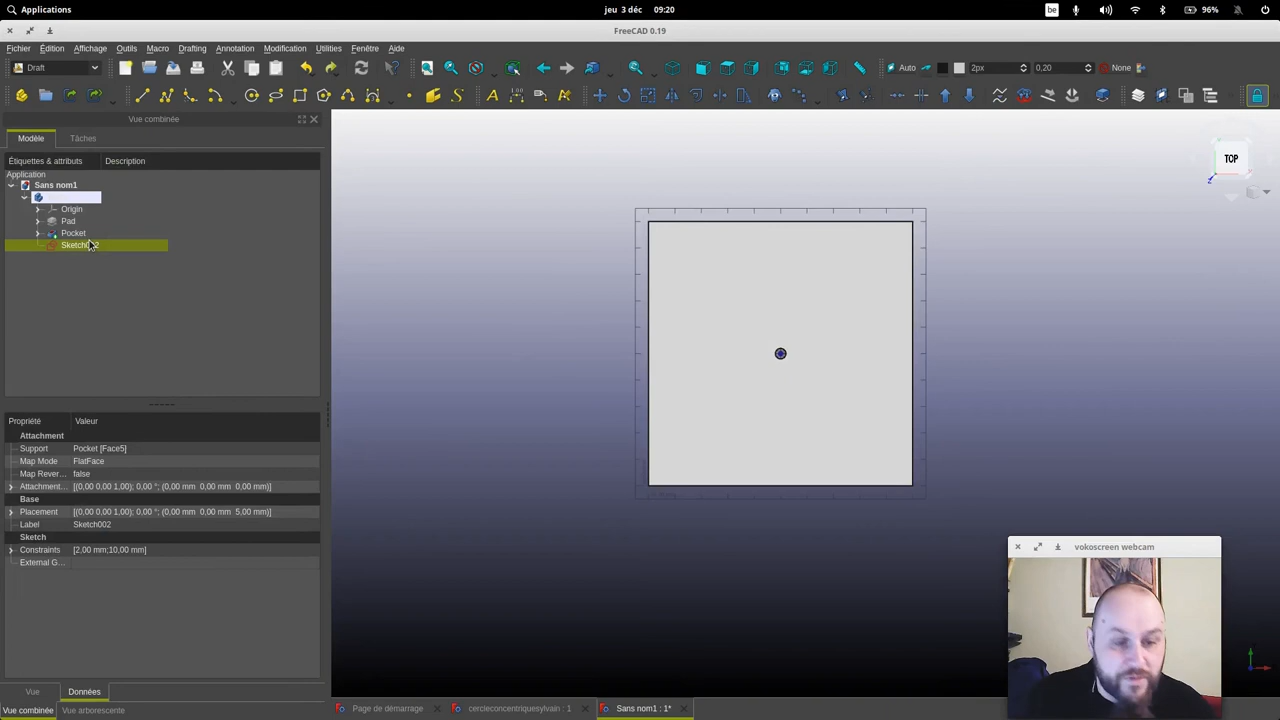 Applications
jeu 3 déc 09:20
be
96%
FreeCAD 0.19
Fichier Édition Affichage Outils Macro Drafting Annotation Modification Utilities Fenêtre Aide
Draft
Auto
2px
0,20
None
Vue combinée
Modèle
Tâches
Étiquettes & attributs
Description
Application
Sans nom1
Origin
Pad
Pocket
TOP
Propriété
Valeur
Attachment
Support Pocket [Face5]
Map Mode FlatFace
Map Rever... false
Attachment... [(0,00 0,00 1,00); 0,00 °; (0,00 mm 0,00 mm 0,00 mm)]
Base
Placement [(0,00 0,00 1,00); 0,00 °; (0,00 mm 0,00 mm 5,00 mm)]
Label Sketch002
Sketch
Constraints [2,00 mm;10,00 mm]
External G...
vokoscreen webcam
Vue
Données
Vue combinée
Vue arborescente
Page de démarrage
cercleconcentriquesylvain : 1
Sans nom1 : 1*